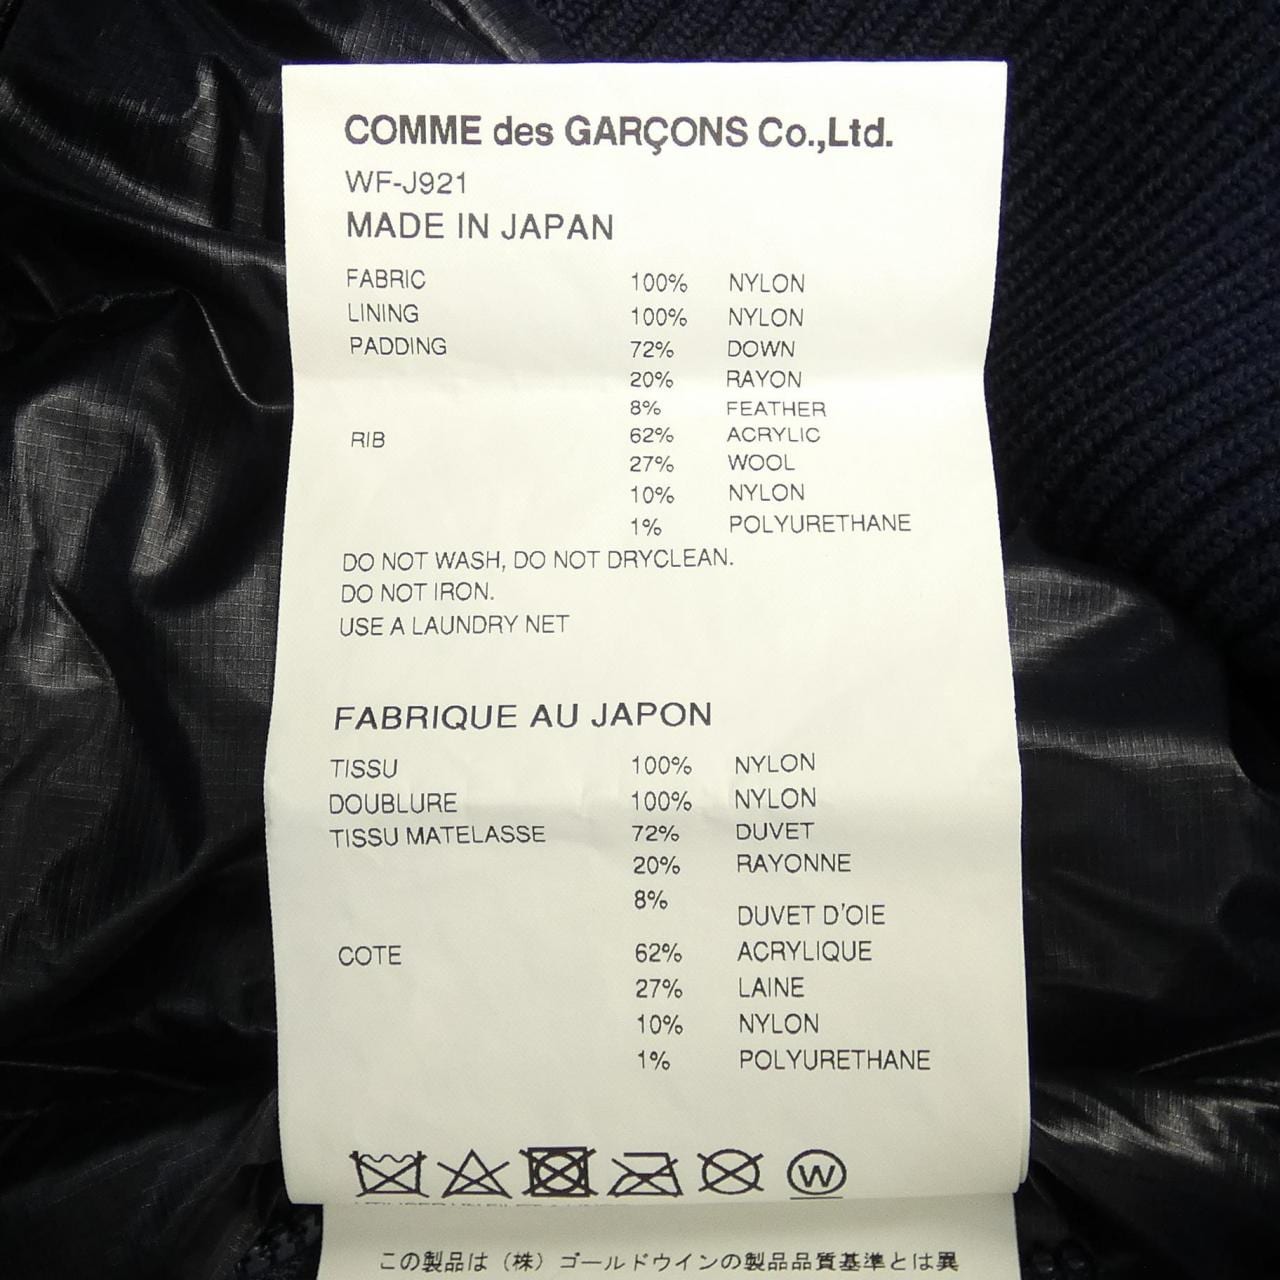 COMME des GARÇONS Co.,Ltd.
WF-J921
MADE IN JAPAN
FABRIC 100% NYLON
LINING 100% NYLON
PADDING 72% DOWN
20% RAYON
8% FEATHER
RIB 62% ACRYLIC
27% WOOL
10% NYLON
1% POLYURETHANE
DO NOT WASH, DO NOT DRYCLEAN.
DO NOT IRON.
USE A LAUNDRY NET
FABRIQUE AU JAPON
TISSU 100% NYLON
DOUBLURE 100% NYLON
TISSU MATELASSE 72% DUVET
20% RAYONNE
8% DUVET D'OIE
COTE 62% ACRYLIQUE
27% LAINE
10% NYLON
1% POLYURETHANE
W
この製品は（株）ゴールドウインの製品品質基準とは異